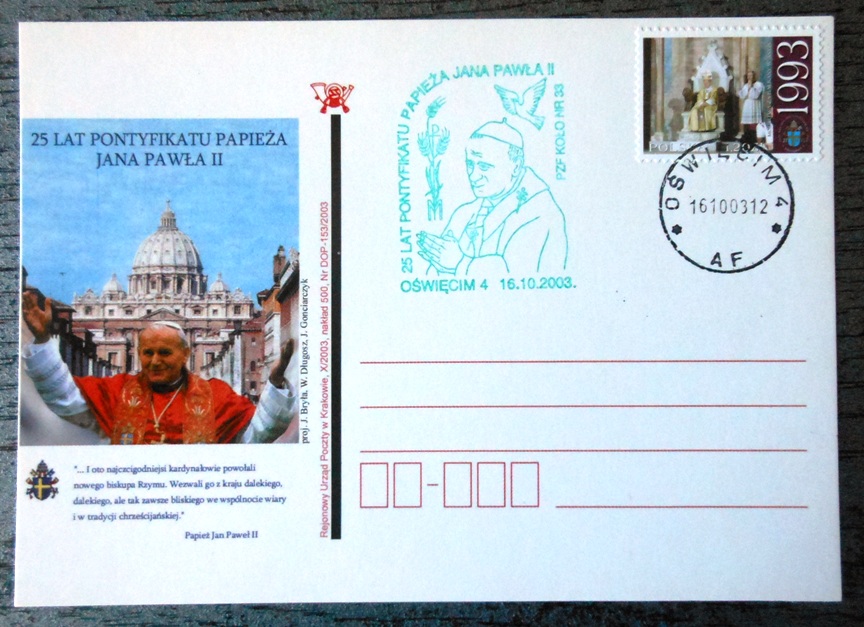 25 LAT PONTYFIKATU PAPIEŻA
JANA PAWŁA II
"... I oto najczcigodniejsi kardynałowie powołali
nowego biskupa Rzymu. Wezwali go z kraju dalekiego,
dalekiego, ale tak zawsze bliskiego we wspólnocie wiary
i w tradycji chrześcijańskiej."
Papież Jan Paweł II
proj. J. Bryła, W. Długosz, J. Gonciarczyk
Rejonowy Urząd Poczty w Krakowie, X/2003, nakład 500, Nr DOP-153/2003
25 LAT PONTYFIKATU PAPIEŻA JANA PAWŁA II
PZF KOŁO NR 33
OŚWIĘCIM 4 16.10.2003.
1993
OŚWIĘCIM 4
16100312
AF